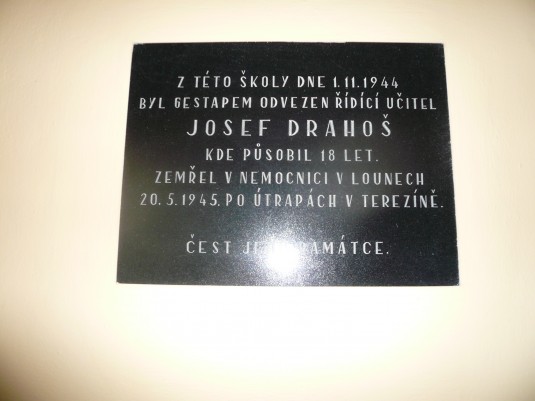 Z TÉTO ŠKOLY DNE 1.11.1944
BYL GESTAPEM ODVEZEN ŘÍDÍCÍ UČITEL
JOSEF DRAHOŠ
KDE PŮSOBIL 18 LET.
ZEMŘEL V NEMOCNICI V LOUNECH
20.5.1945. PO ÚTRAPÁCH V TEREZÍNĚ.
ČEST JEHO PAMÁTCE.